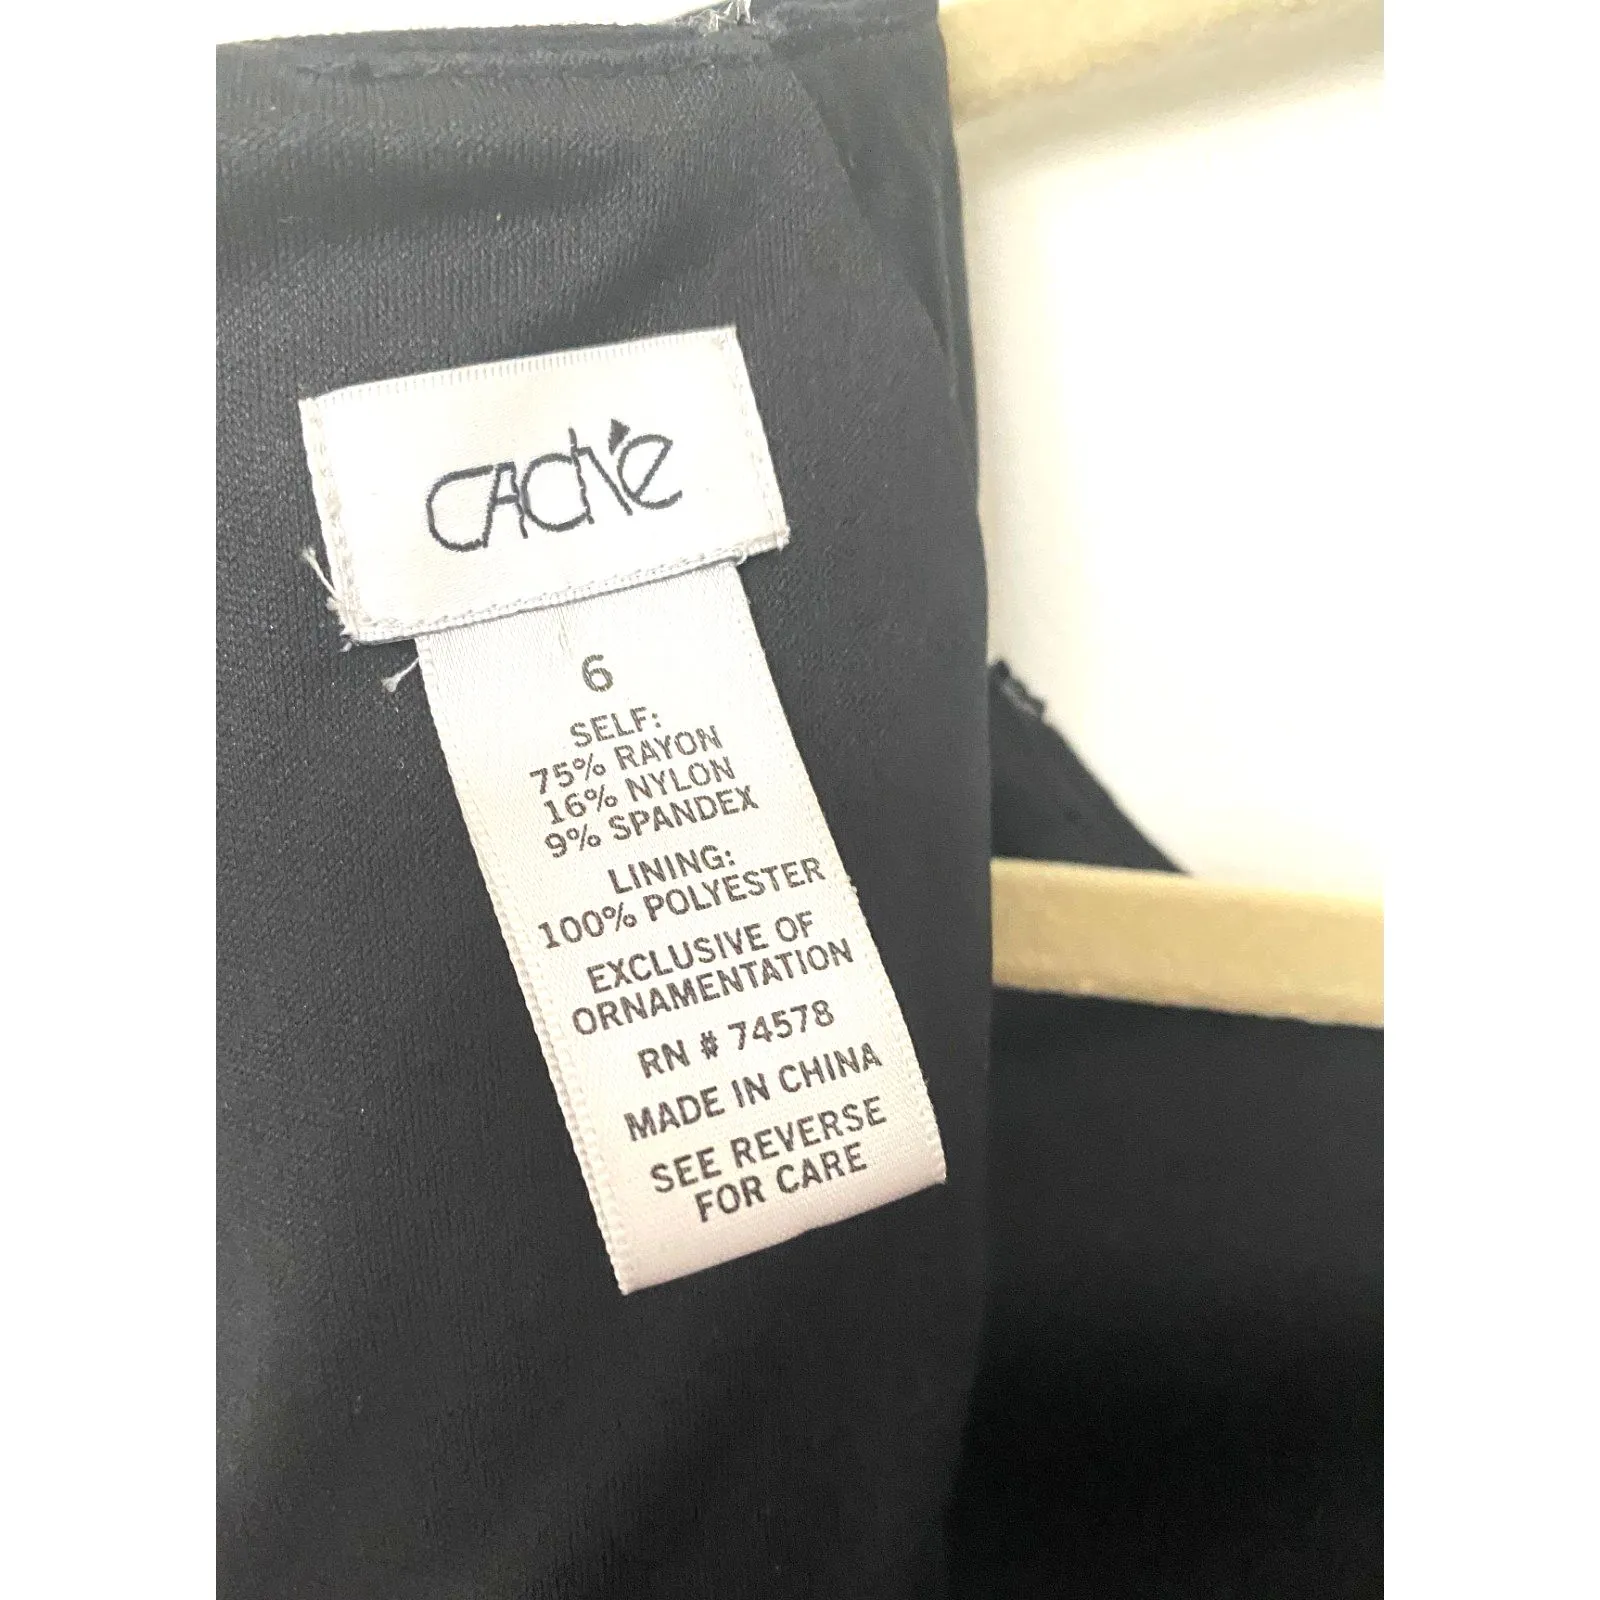 CACHé
6
SELF:
75% RAYON
16% NYLON
9% SPANDEX
LINING:
100% POLYESTER
EXCLUSIVE OF
ORNAMENTATION
RN # 74578
MADE IN CHINA
SEE REVERSE
FOR CARE